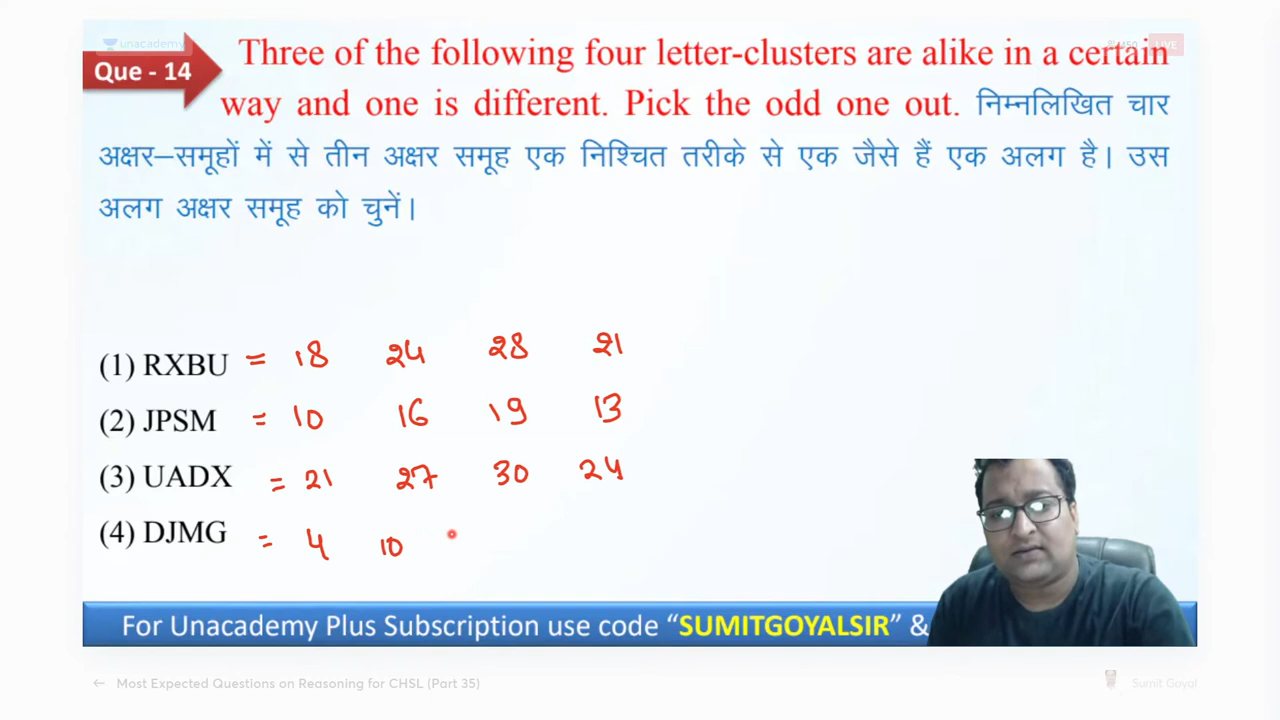 unacademy
LIVE
Que - 14
Three of the following four letter-clusters are alike in a certain
way and one is different. Pick the odd one out. निम्नलिखित चार
अक्षर–समूहों में से तीन अक्षर समूह एक निश्चित तरीके से एक जैसे हैं एक अलग है। उस
अलग अक्षर समूह को चुनें।
(1) RXBU = 18 24 28 21
(2) JPSM = 10 16 19 13
(3) UADX = 21 27 30 24
(4) DJMG = 4 10
For Unacademy Plus Subscription use code “SUMITGOYALSIR” &
← Most Expected Questions on Reasoning for CHSL (Part 35)
Sumit Goyal